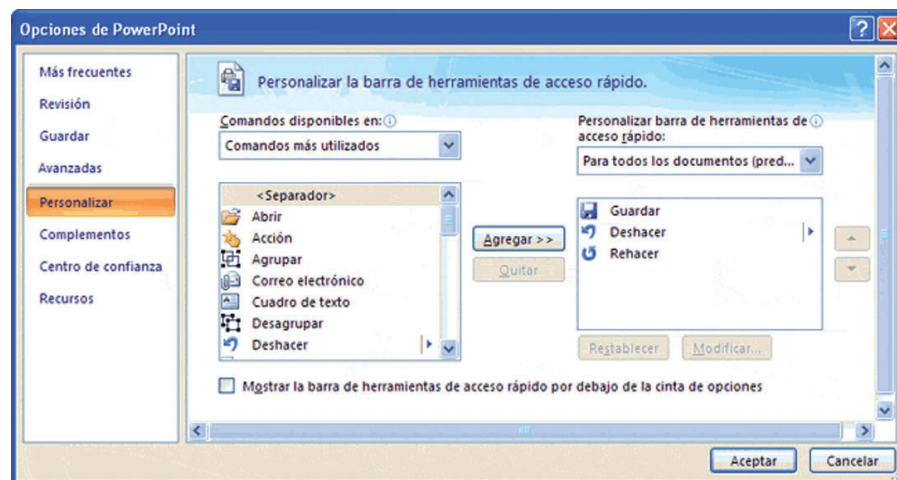 Opciones de PowerPoint
Más frecuentes
Revisión
Guardar
Avanzadas
Personalizar
Complementos
Centro de confianza
Recursos
Personalizar la barra de herramientas de acceso rápido.
Comandos disponibles en:
Comandos más utilizados
<Separador>
Abrir
Acción
Agrupar
Correo electrónico
Cuadro de texto
Desagrupar
Deshacer
Agregar >>
Quitar
Personalizar barra de herramientas de
acceso rápido:
Para todos los documentos (pred...
Guardar
Deshacer
Rehacer
Restablecer
Modificar...
Mostrar la barra de herramientas de acceso rápido por debajo de la cinta de opciones
Aceptar
Cancelar